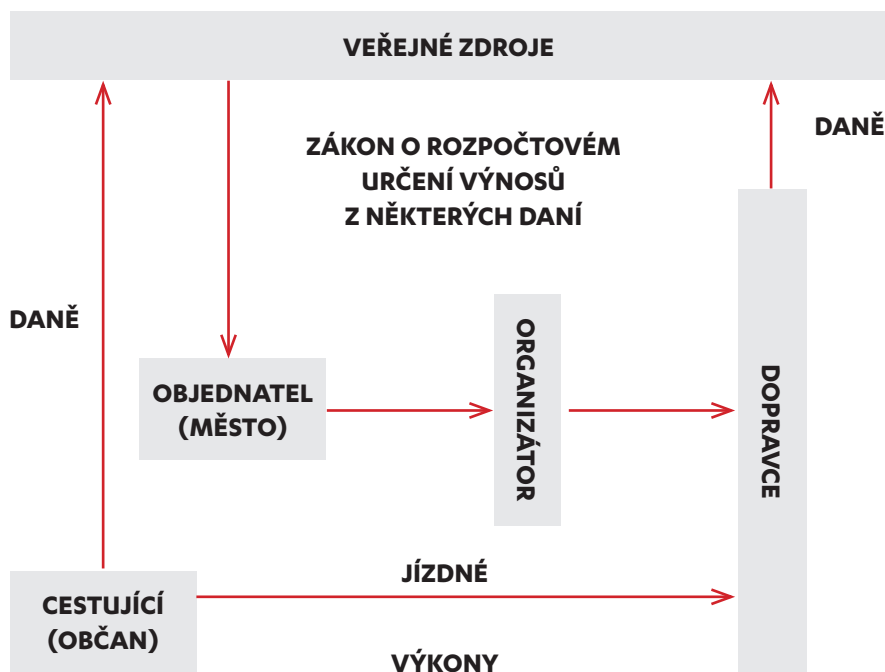 VEŘEJNÉ ZDROJE
DANĚ
ZÁKON O ROZPOČTOVÉM
URČENÍ VÝNOSŮ
Z NĚKTERÝCH DANÍ
DANĚ
OBJEDNATEL
(MĚSTO)
ORGANIZÁTOR
DOPRAVCE
JÍZDNÉ
CESTUJÍCÍ
(OBČAN)
VÝKONY